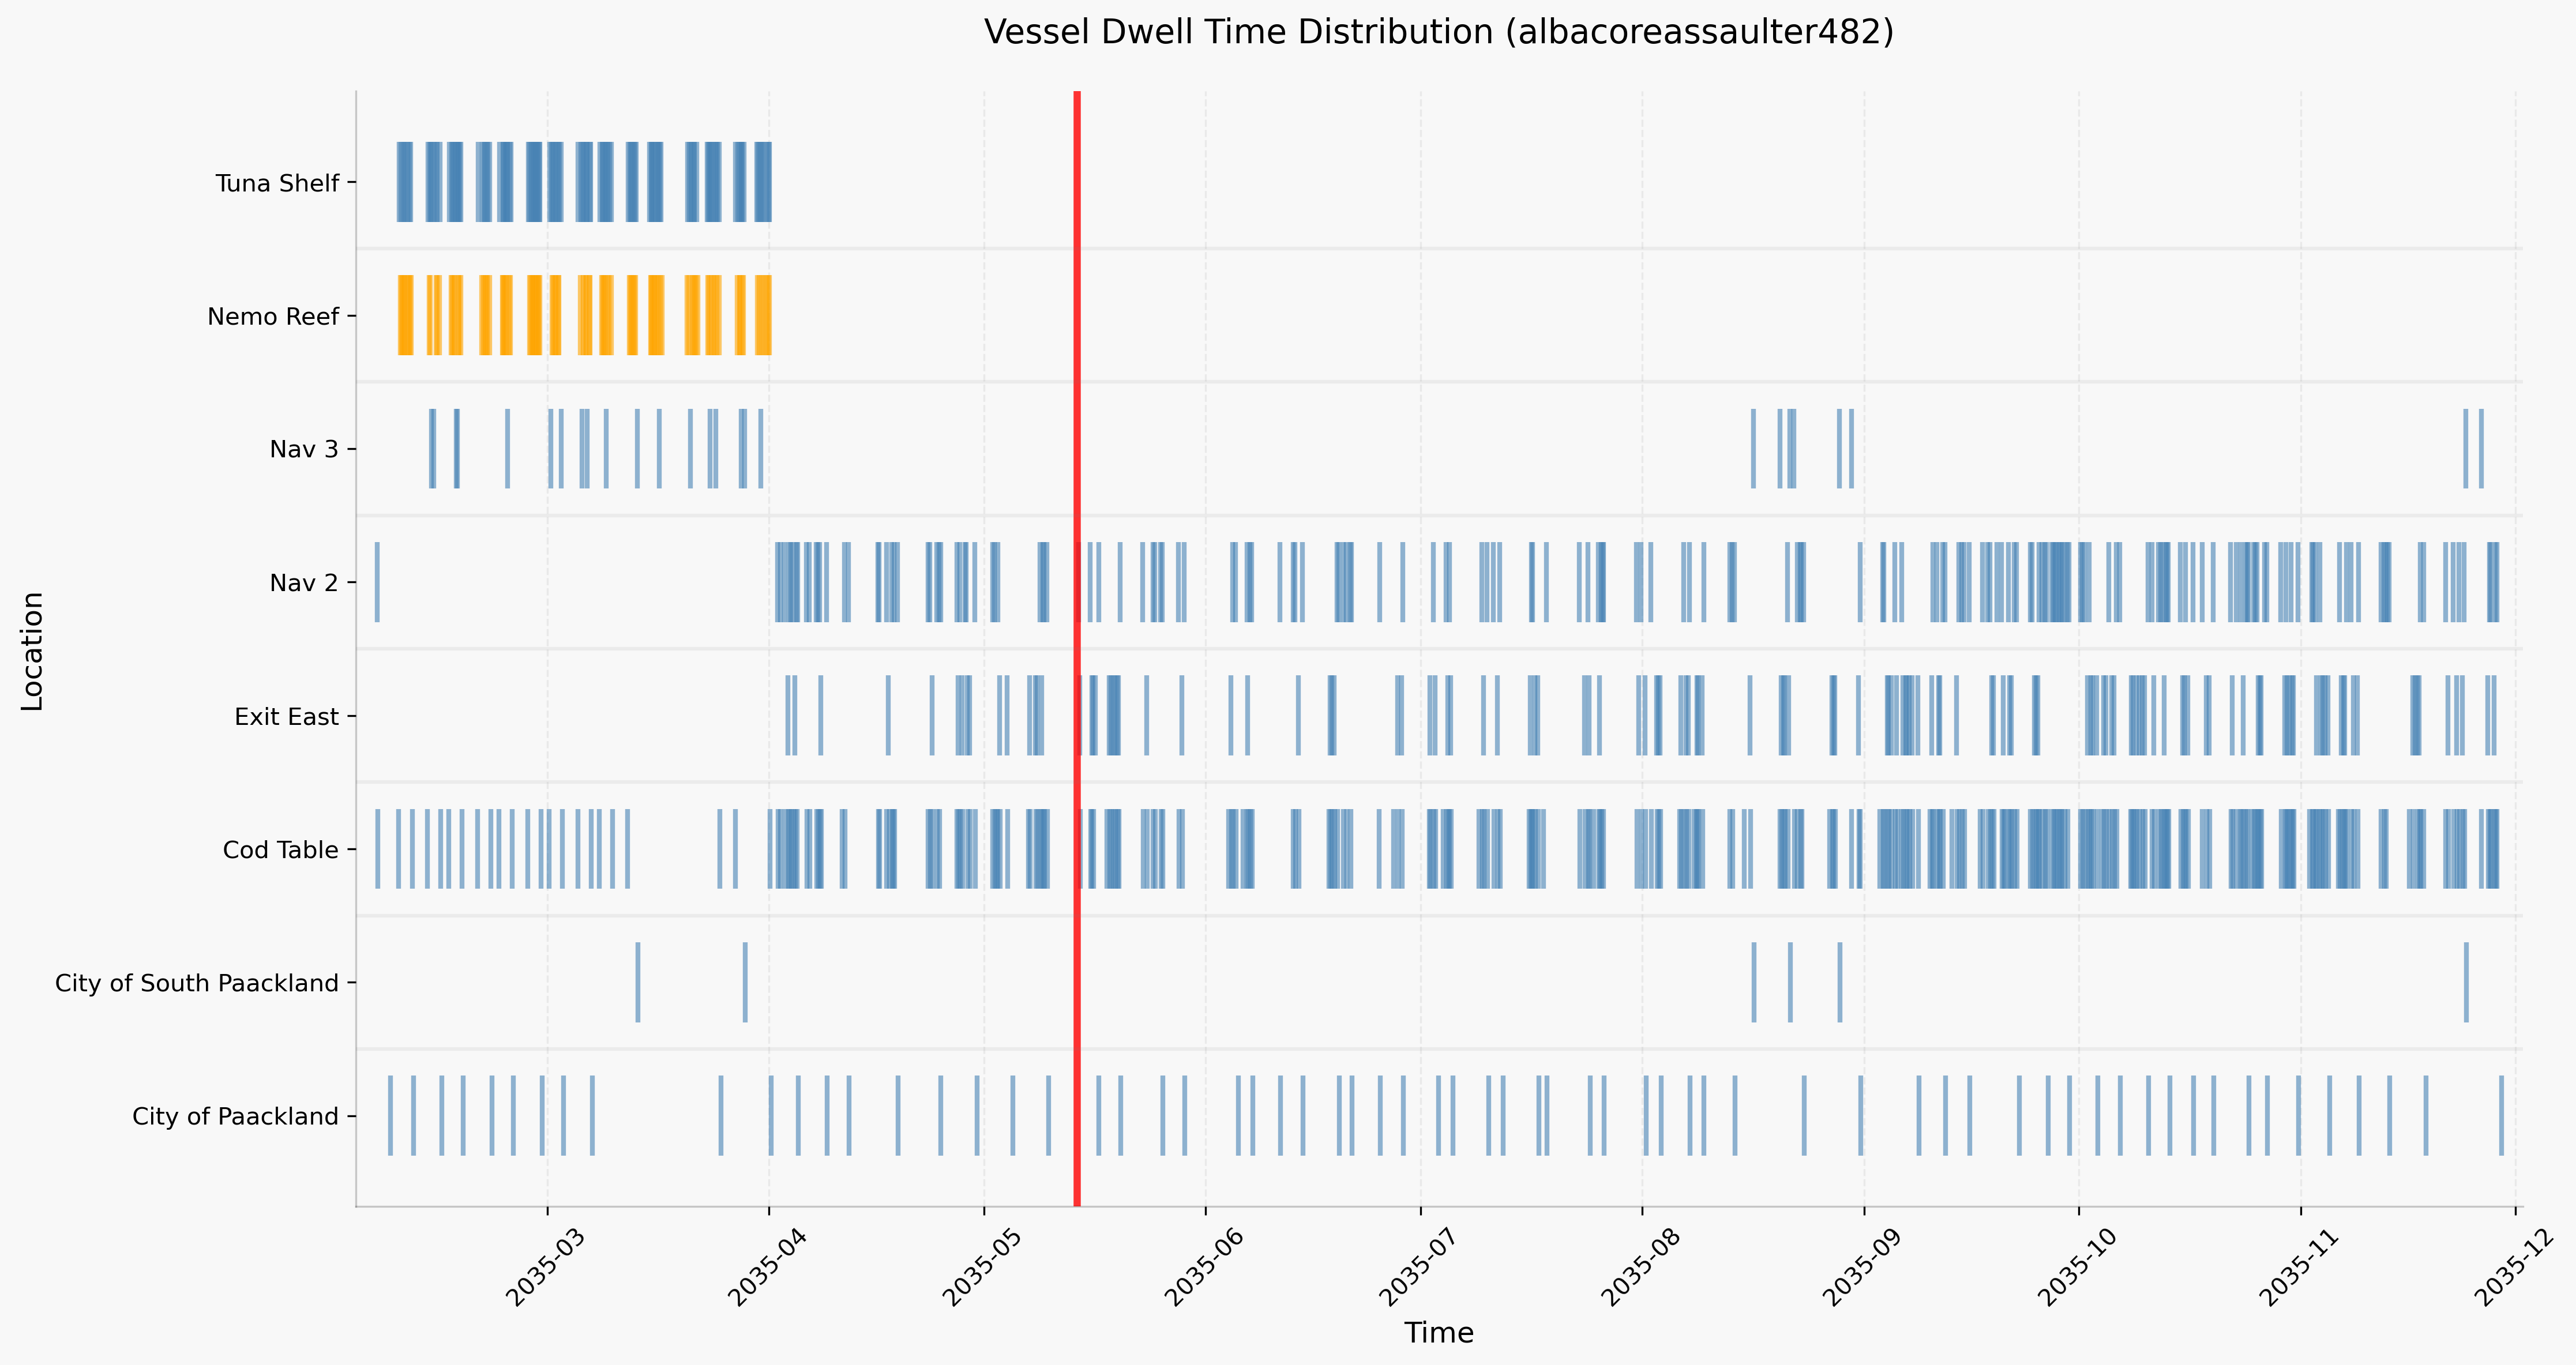 Vessel Dwell Time Distribution (albacoreassaulter482)
Location
Tuna Shelf
Nemo Reef
Nav 3
Nav 2
Exit East
Cod Table
City of South Paackland
City of Paackland
2035-03
2035-04
2035-05
2035-06
2035-07
2035-08
2035-09
2035-10
2035-11
2035-12
Time